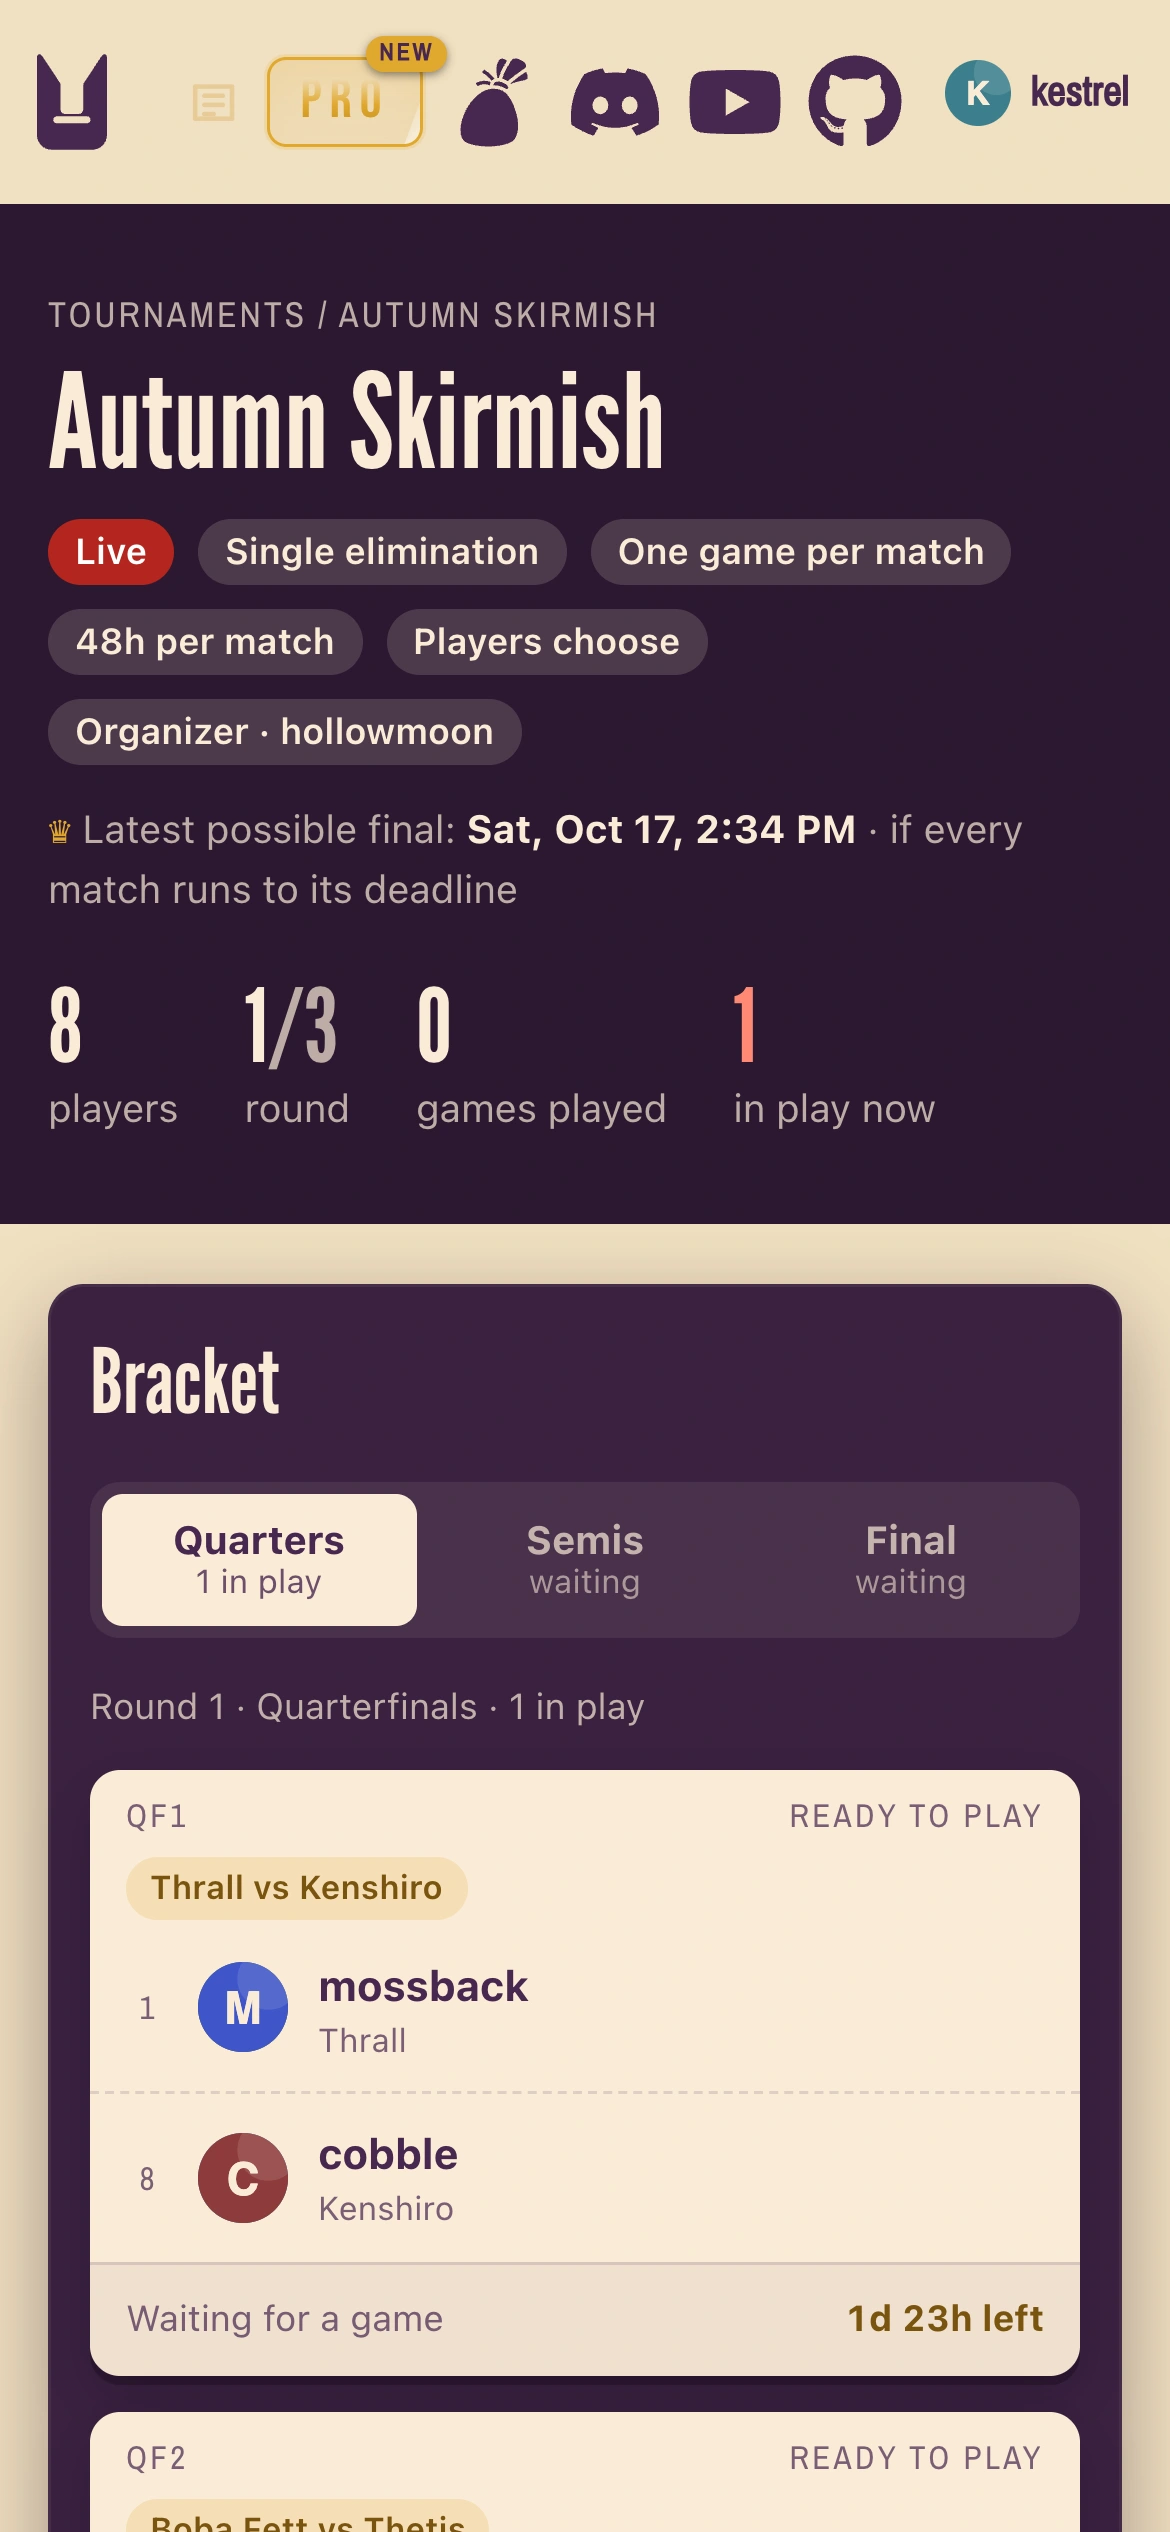 NEW
PRO
K kestrel
TOURNAMENTS / AUTUMN SKIRMISH
Autumn Skirmish
Live Single elimination One game per match
48h per match Players choose
Organizer · hollowmoon
♛ Latest possible final: Sat, Oct 17, 2:34 PM · if every
match runs to its deadline
8 1/3 0 1
players round games played in play now
Bracket
Quarters Semis Final
1 in play waiting waiting
Round 1 · Quarterfinals · 1 in play
QF1 READY TO PLAY
Thrall vs Kenshiro
1 M mossback
Thrall
8 C cobble
Kenshiro
Waiting for a game 1d 23h left
QF2 READY TO PLAY
Boba Fett vs Thetis